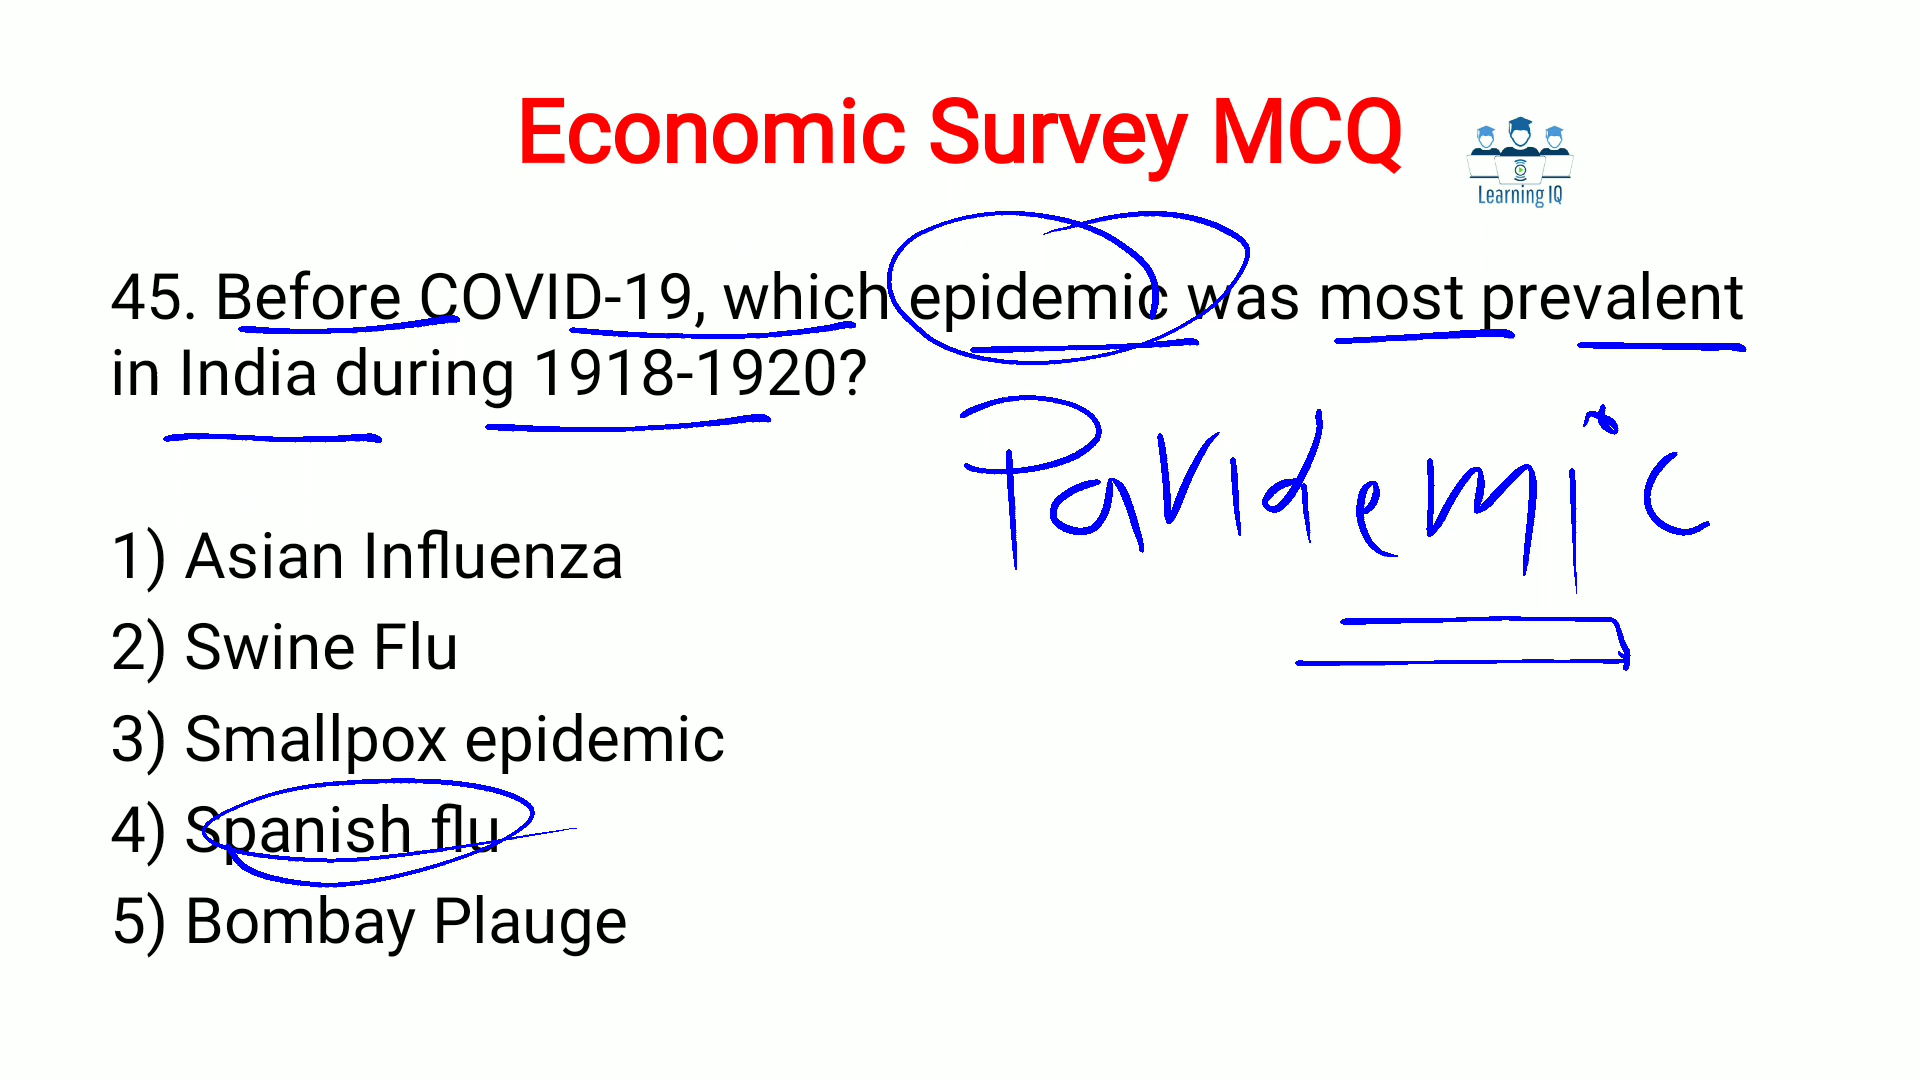 Economic Survey MCQ
Learning IQ
45. Before COVID-19, which epidemic was most prevalent
in India during 1918-1920?
Pandemic
1) Asian Influenza
2) Swine Flu
3) Smallpox epidemic
4) Spanish flu
5) Bombay Plauge